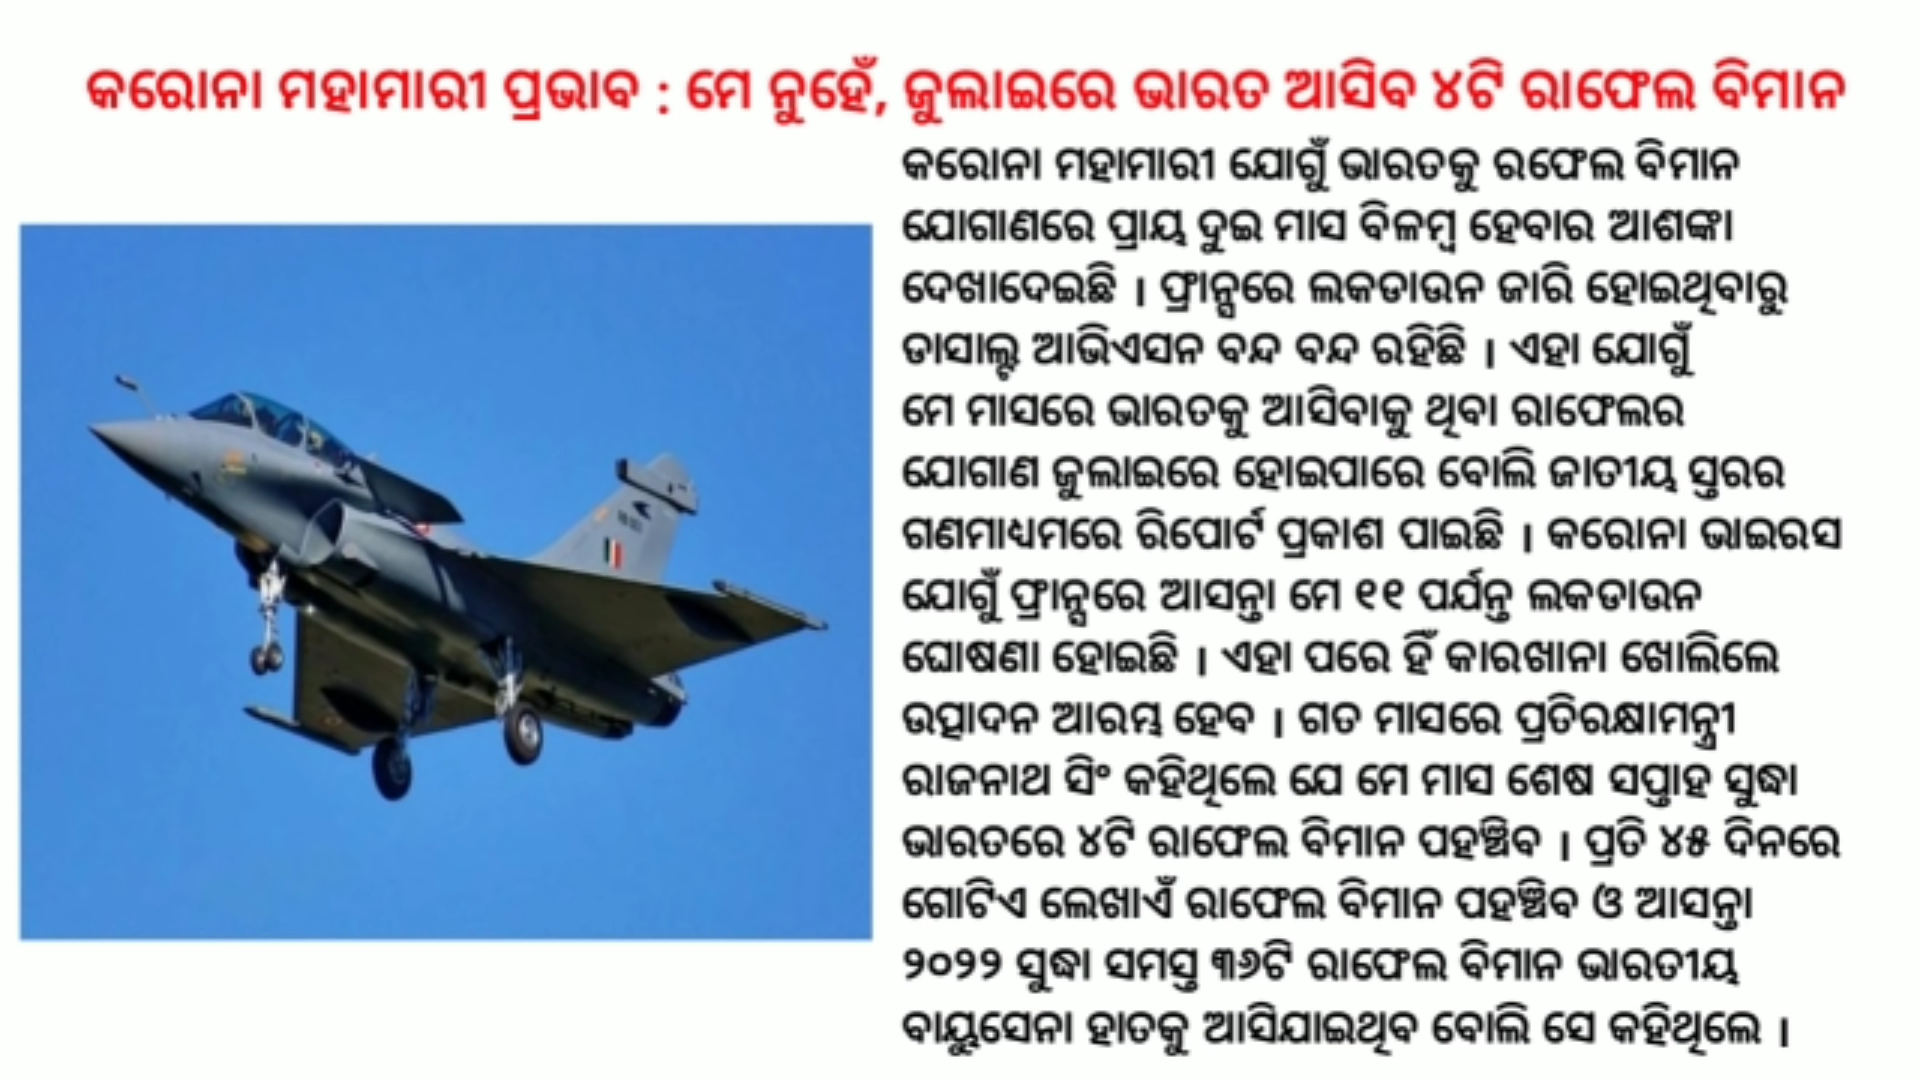 କରୋନା ମହାମାରୀ ପ୍ରଭାବ : ମେ ନୁହେଁ, ଜୁଲାଇରେ ଭାରତ ଆସିବ ୪ଟି ରାଫେଲ ବିମାନ
କରୋନା ମହାମାରୀ ଯୋଗୁଁ ଭାରତକୁ ରଫେଲ ବିମାନ
ଯୋଗାଣରେ ପ୍ରାୟ ଦୁଇ ମାସ ବିଳମ୍ବ ହେବାର ଆଶଙ୍କା
ଦେଖାଦେଇଛି । ଫ୍ରାନ୍ସରେ ଲକଡାଉନ ଜାରି ହୋଇଥିବାରୁ
ଡାସାଲ୍ଟ ଆଭିଏସନ ବନ୍ଦ ବନ୍ଦ ରହିଛି । ଏହା ଯୋଗୁଁ
ମେ ମାସରେ ଭାରତକୁ ଆସିବାକୁ ଥିବା ରାଫେଲର
ଯୋଗାଣ ଜୁଲାଇରେ ହୋଇପାରେ ବୋଲି ଜାତୀୟ ସ୍ତରର
ଗଣମାଧ୍ୟମରେ ରିପୋର୍ଟ ପ୍ରକାଶ ପାଇଛି । କରୋନା ଭାଇରସ
ଯୋଗୁଁ ଫ୍ରାନ୍ସରେ ଆସନ୍ତା ମେ ୧୧ ପର୍ଯନ୍ତ ଲକଡାଉନ
ଘୋଷଣା ହୋଇଛି । ଏହା ପରେ ହିଁ କାରଖାନା ଖୋଲିଲେ
ଉତ୍ପାଦନ ଆରମ୍ଭ ହେବ । ଗତ ମାସରେ ପ୍ରତିରକ୍ଷାମନ୍ତ୍ରୀ
ରାଜନାଥ ସିଂ କହିଥିଲେ ଯେ ମେ ମାସ ଶେଷ ସପ୍ତାହ ସୁଦ୍ଧା
ଭାରତରେ ୪ଟି ରାଫେଲ ବିମାନ ପହଞ୍ଚିବ । ପ୍ରତି ୪୫ ଦିନରେ
ଗୋଟିଏ ଲେଖାଏଁ ରାଫେଲ ବିମାନ ପହଞ୍ଚିବ ଓ ଆସନ୍ତା
୨୦୨୨ ସୁଦ୍ଧା ସମସ୍ତ ୩୬ଟି ରାଫେଲ ବିମାନ ଭାରତୀୟ
ବାୟୁସେନା ହାତକୁ ଆସିଯାଇଥିବ ବୋଲି ସେ କହିଥିଲେ ।